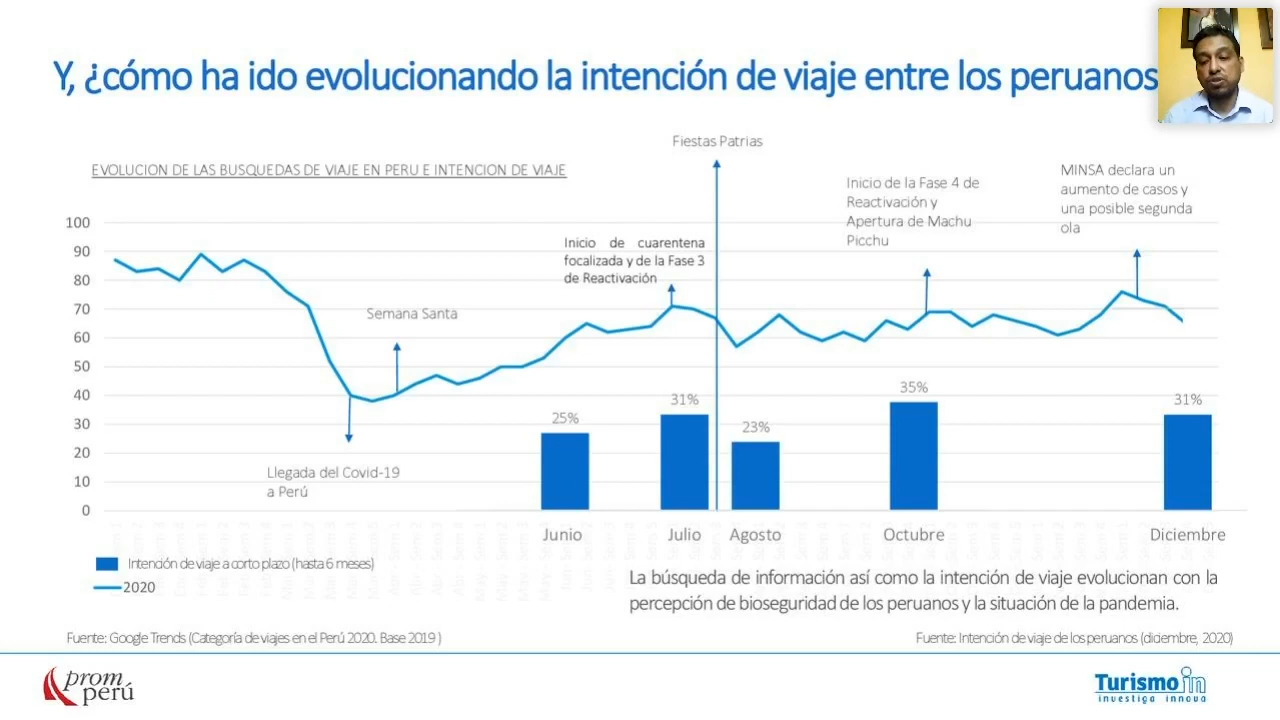 Y, ¿cómo ha ido evolucionando la intención de viaje entre los peruanos
Fiestas Patrias
EVOLUCION DE LAS BUSQUEDAS DE VIAJE EN PERU E INTENCION DE VIAJE
MINSA declara un
aumento de casos y
una posible segunda
ola
Inicio de la Fase 4 de
Reactivación y
Apertura de Machu
Picchu
Inicio de cuarentena
focalizada y de la Fase 3
de Reactivación
Semana Santa
Llegada del Covid-19
a Perú
100
90
80
70
60
50
40
30
20
10
0
25%
31%
23%
35%
31%
Junio
Julio
Agosto
Octubre
Diciembre
Intención de viaje a corto plazo (hasta 6 meses)
2020
La búsqueda de información así como la intención de viaje evolucionan con la
percepción de bioseguridad de los peruanos y la situación de la pandemia.
Fuente: Google Trends (Categoría de viajes en el Perú 2020. Base 2019 )
Fuente: Intención de viaje de los peruanos (diciembre, 2020)
prom
perú
Turismo in
investiga innova